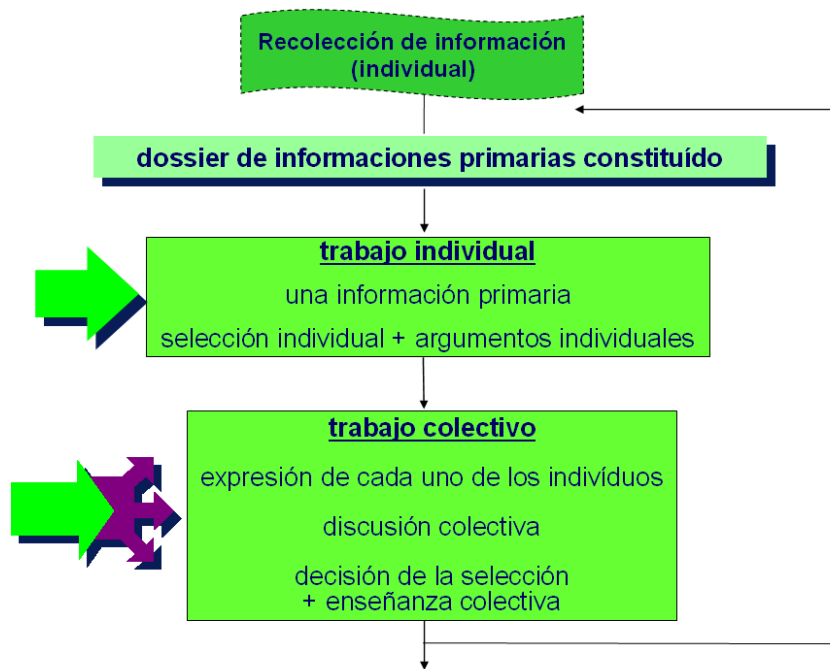 Recolección de información
(individual)
dossier de informaciones primarias constituído
trabajo individual
una información primaria
selección individual + argumentos individuales
trabajo colectivo
expresión de cada uno de los indivíduos
discusión colectiva
decisión de la selección
+ enseñanza colectiva